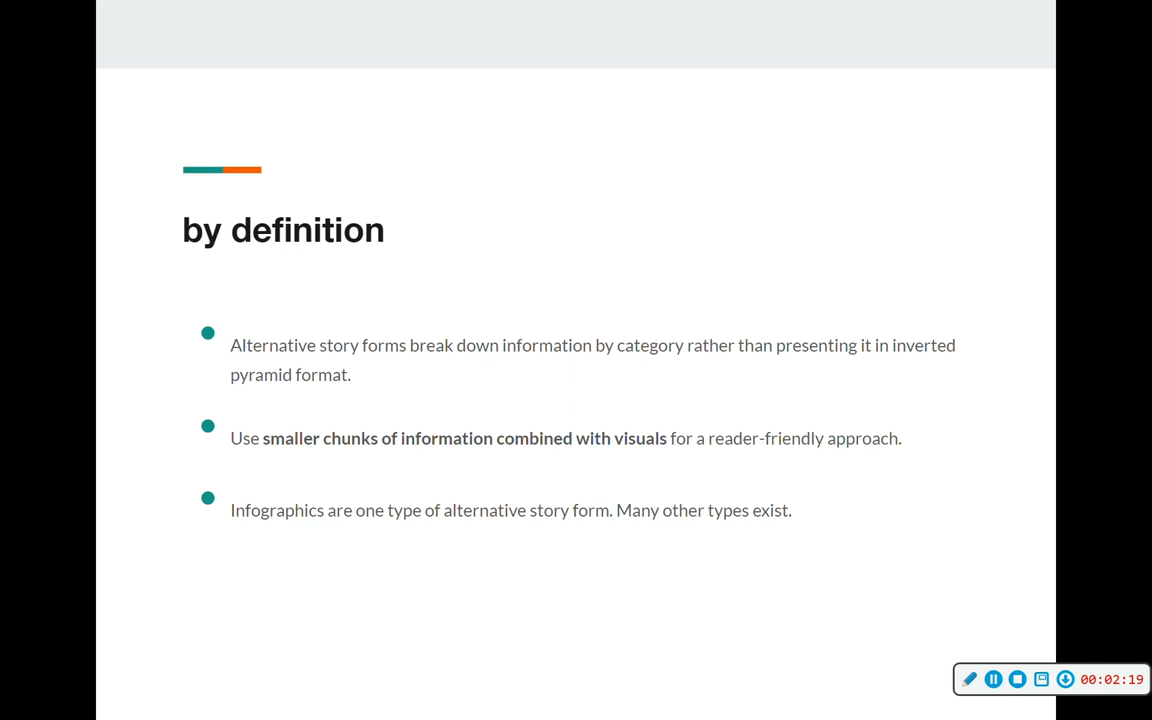 by definition
Alternative story forms break down information by category rather than presenting it in inverted
pyramid format.
Use smaller chunks of information combined with visuals for a reader-friendly approach.
Infographics are one type of alternative story form. Many other types exist.
00:02:19